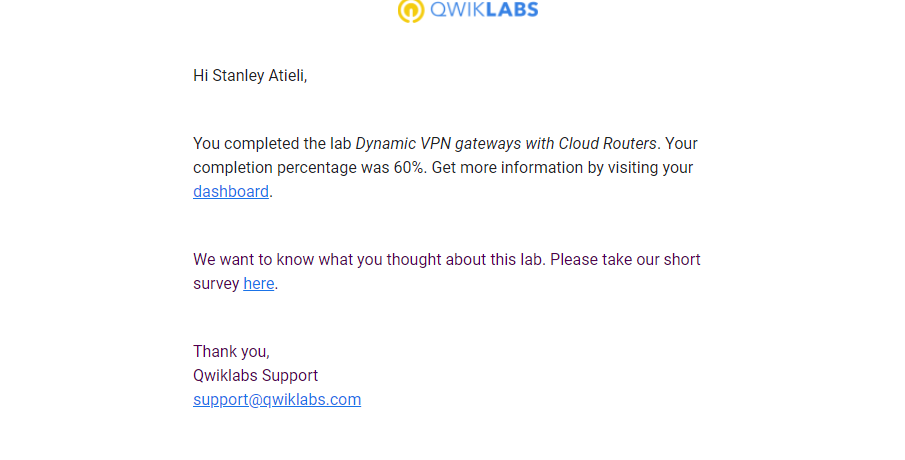 QWIKLABS
Hi Stanley Atieli,
You completed the lab Dynamic VPN gateways with Cloud Routers. Your
completion percentage was 60%. Get more information by visiting your
dashboard.
We want to know what you thought about this lab. Please take our short
survey here.
Thank you,
Qwiklabs Support
support@qwiklabs.com